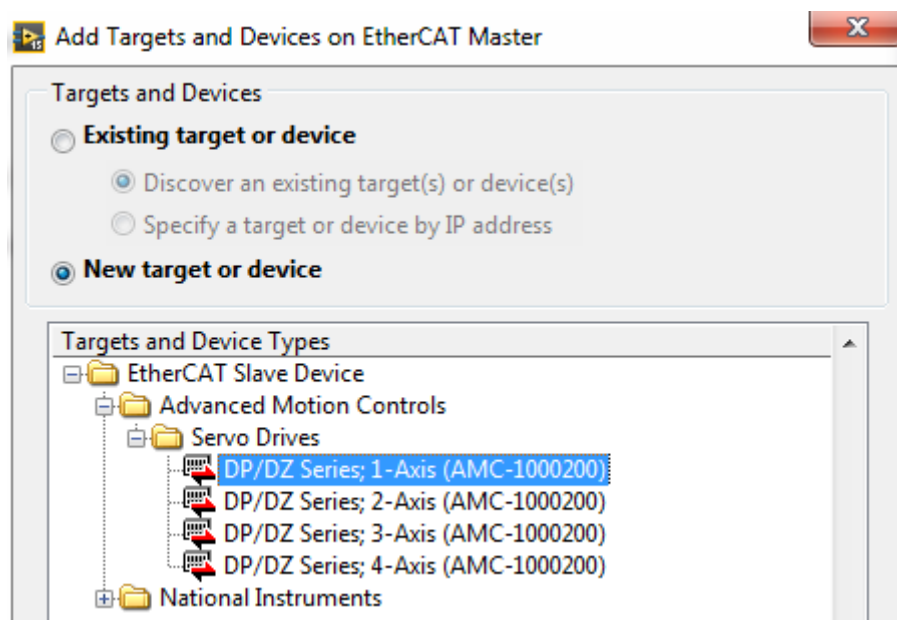 Add Targets and Devices on EtherCAT Master
Targets and Devices
Existing target or device
Discover an existing target(s) or device(s)
Specify a target or device by IP address
New target or device
Targets and Device Types
EtherCAT Slave Device
Advanced Motion Controls
Servo Drives
DP/DZ Series; 1-Axis (AMC-1000200)
DP/DZ Series; 2-Axis (AMC-1000200)
DP/DZ Series; 3-Axis (AMC-1000200)
DP/DZ Series; 4-Axis (AMC-1000200)
National Instruments